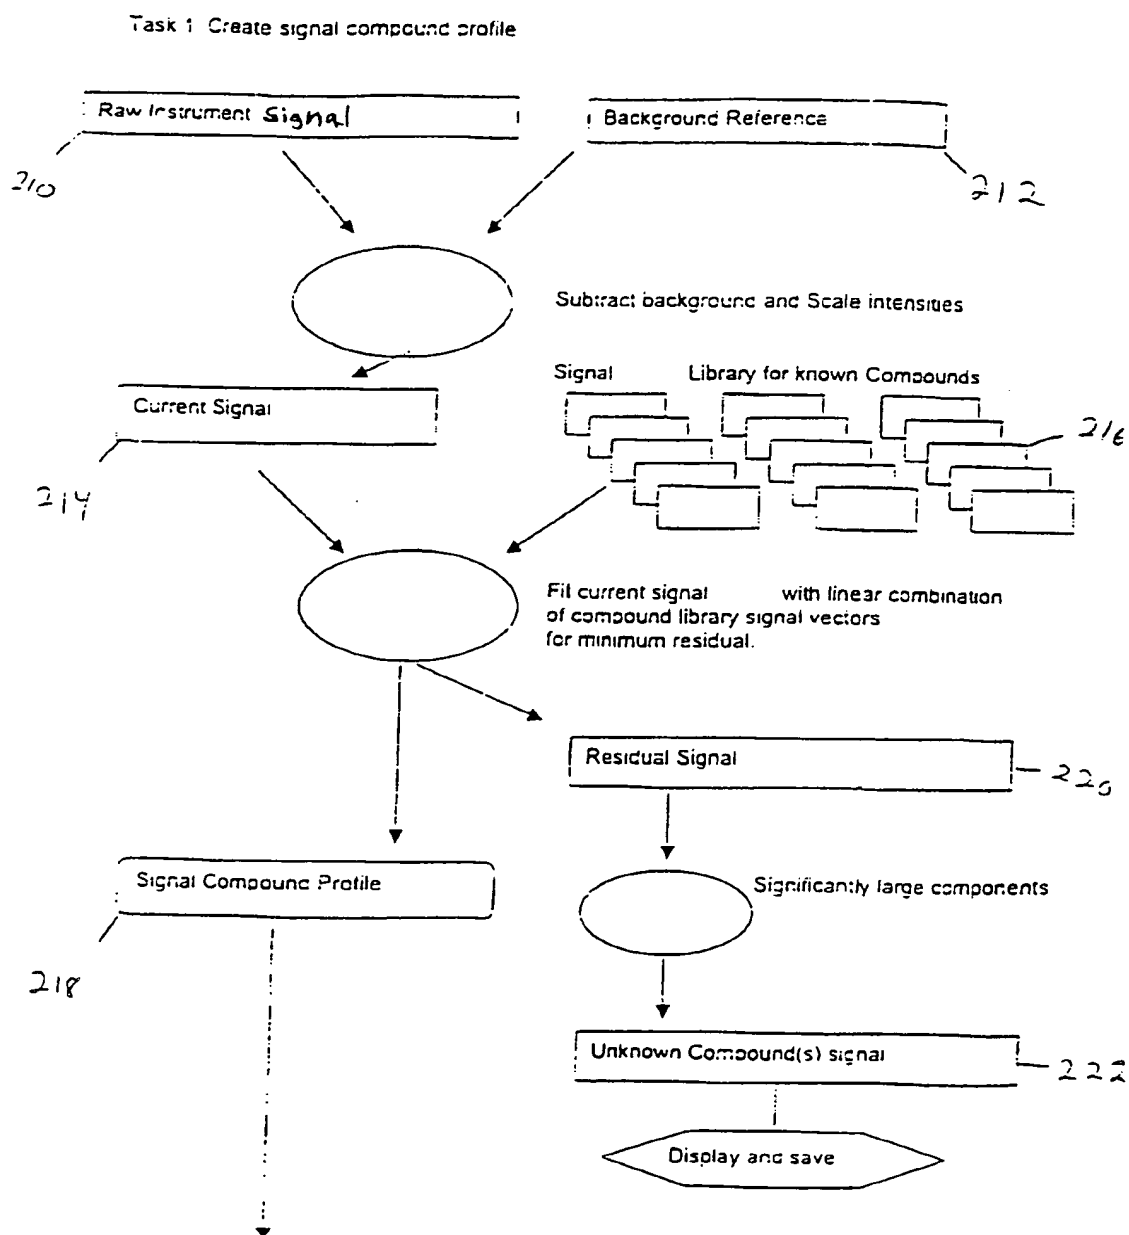 Task 1 Create signal compound profile
Raw Instrument Signal
Background Reference
210
212
Subtract background and Scale intensities
Signal Library for known Compounds
Current Signal
216
214
Fit current signal with linear combination
of compound library signal vectors
for minimum residual.
Residual Signal
220
Signal Compound Profile
Significantly large components
218
Unknown Compound(s) signal
222
Display and save